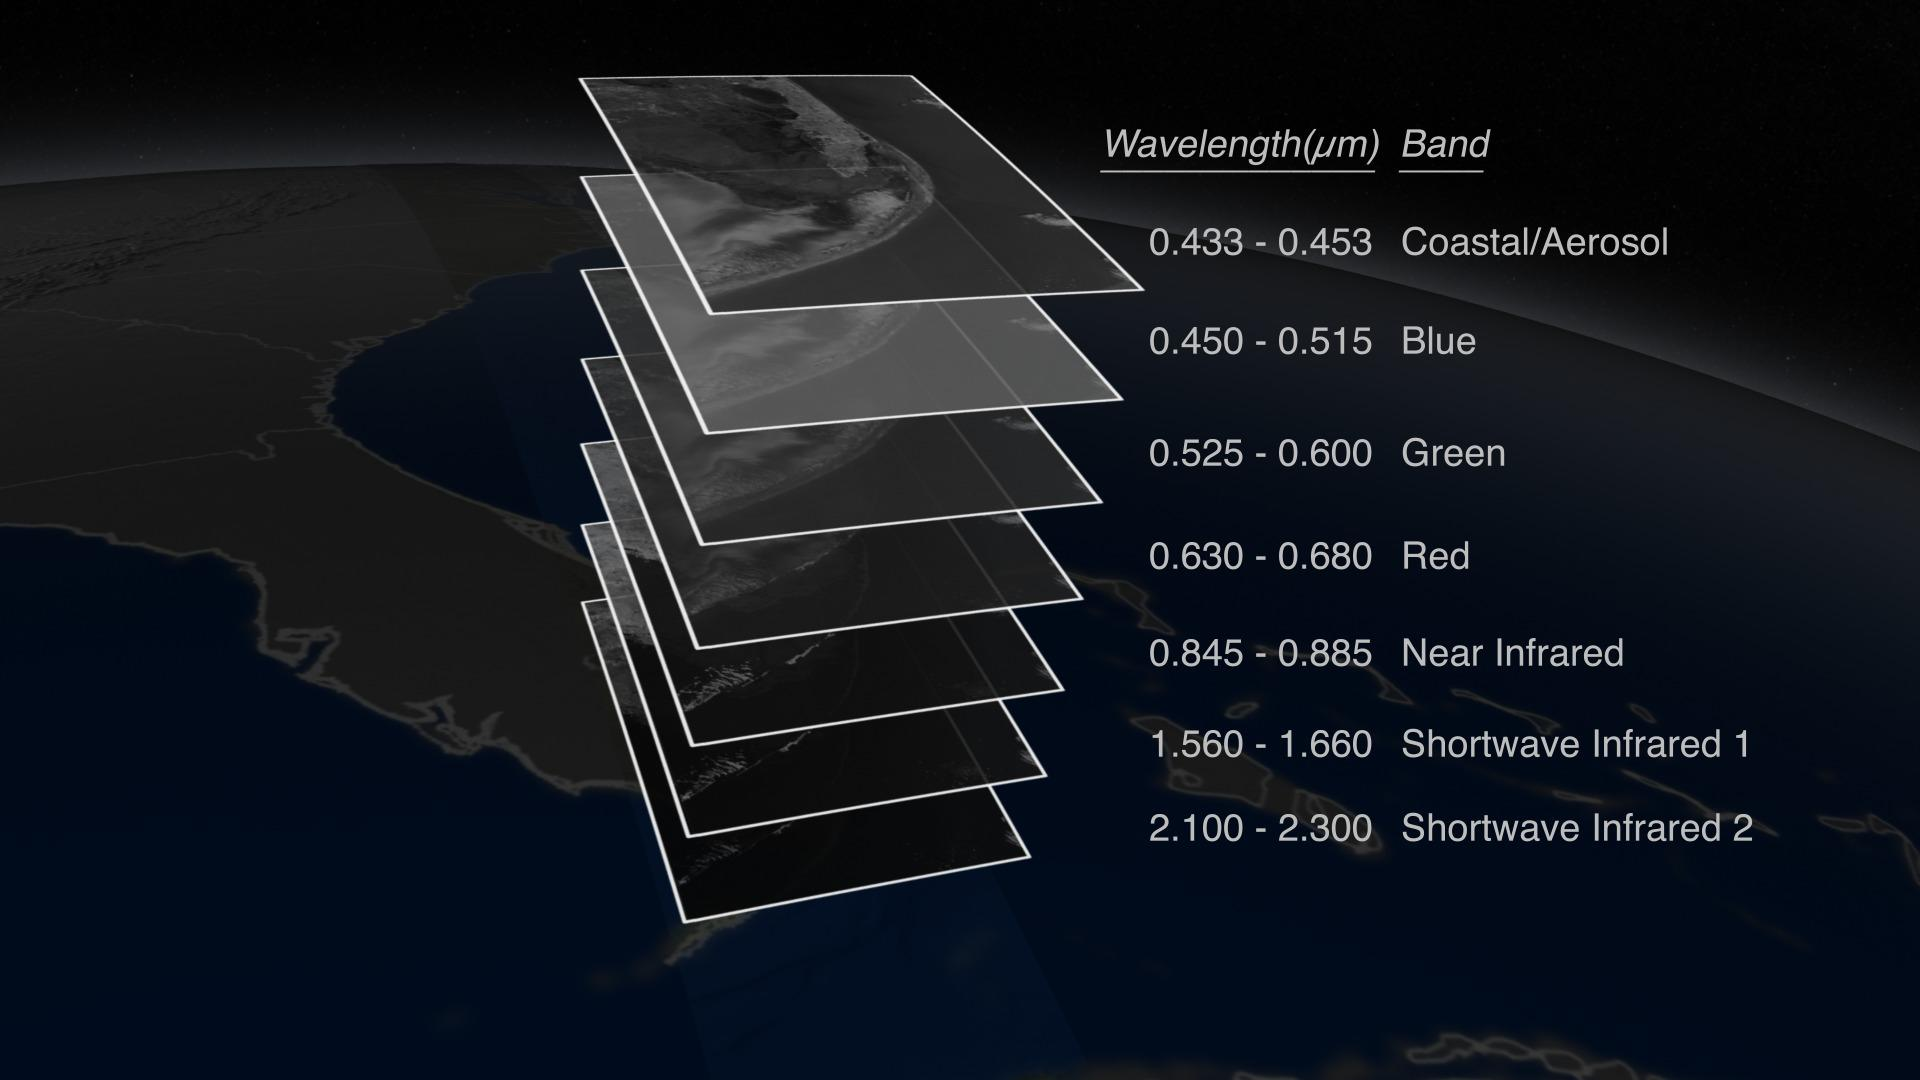 Wavelength(µm) Band
0.433 - 0.453 Coastal/Aerosol
0.450 - 0.515 Blue
0.525 - 0.600 Green
0.630 - 0.680 Red
0.845 - 0.885 Near Infrared
1.560 - 1.660 Shortwave Infrared 1
2.100 - 2.300 Shortwave Infrared 2